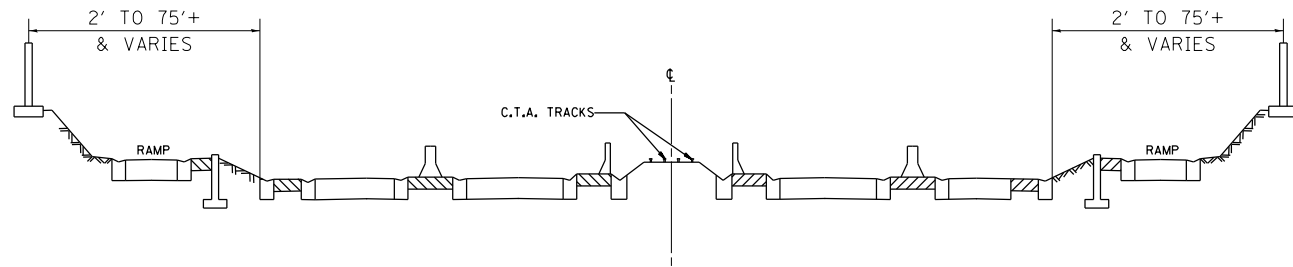 2' TO 75'+
& VARIES
2' TO 75'+
& VARIES
℄
C.T.A. TRACKS
RAMP
RAMP